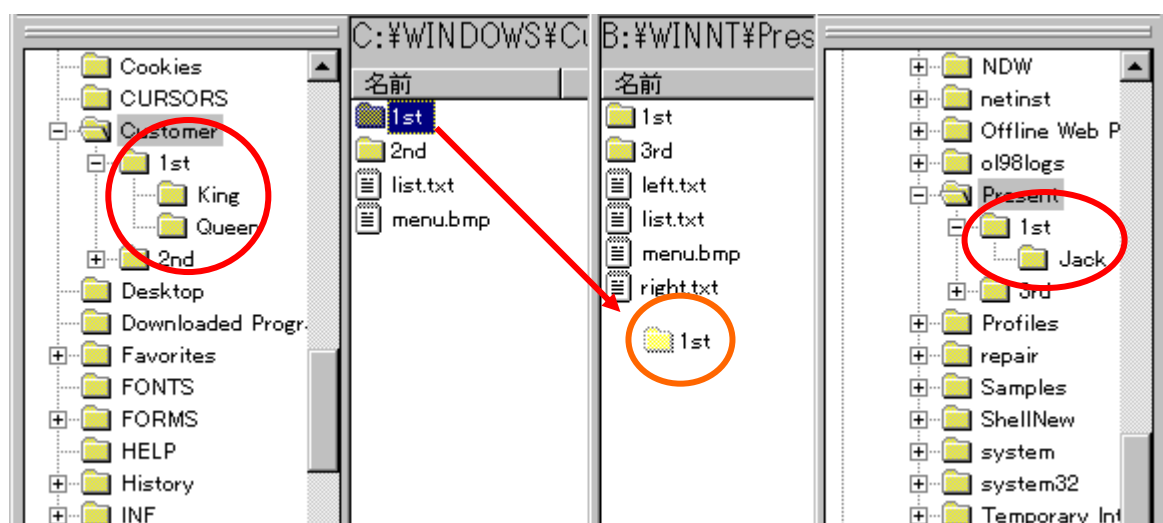 Cookies
CURSORS
Customer
1st
King
Queen
2nd
Desktop
Downloaded Progr
Favorites
FONTS
FORMS
HELP
History
INF
C:¥WINDOWS¥Cu
名前
1st
2nd
list.txt
menu.bmp
B:¥WINNT¥Pres
名前
1st
3rd
left.txt
list.txt
menu.bmp
right.txt
1st
NDW
netinst
Offline Web P
ol98logs
Present
1st
Jack
3rd
Profiles
repair
Samples
ShellNew
system
system32
Temporary Int